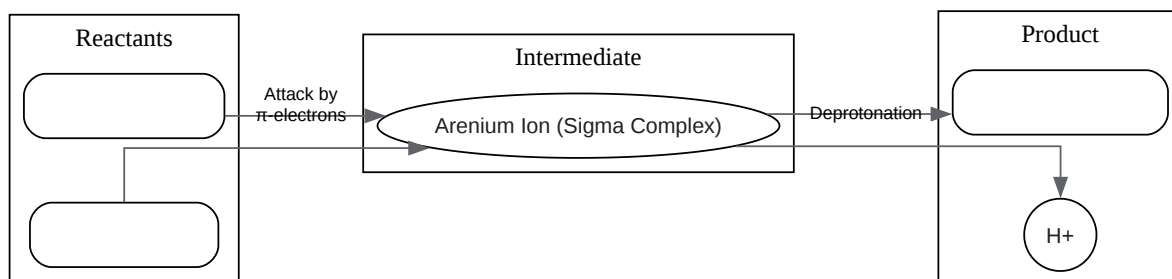 Reactants
Attack by
π-electrons
Intermediate
Arenium Ion (Sigma Complex)
Deprotonation
Product
H+